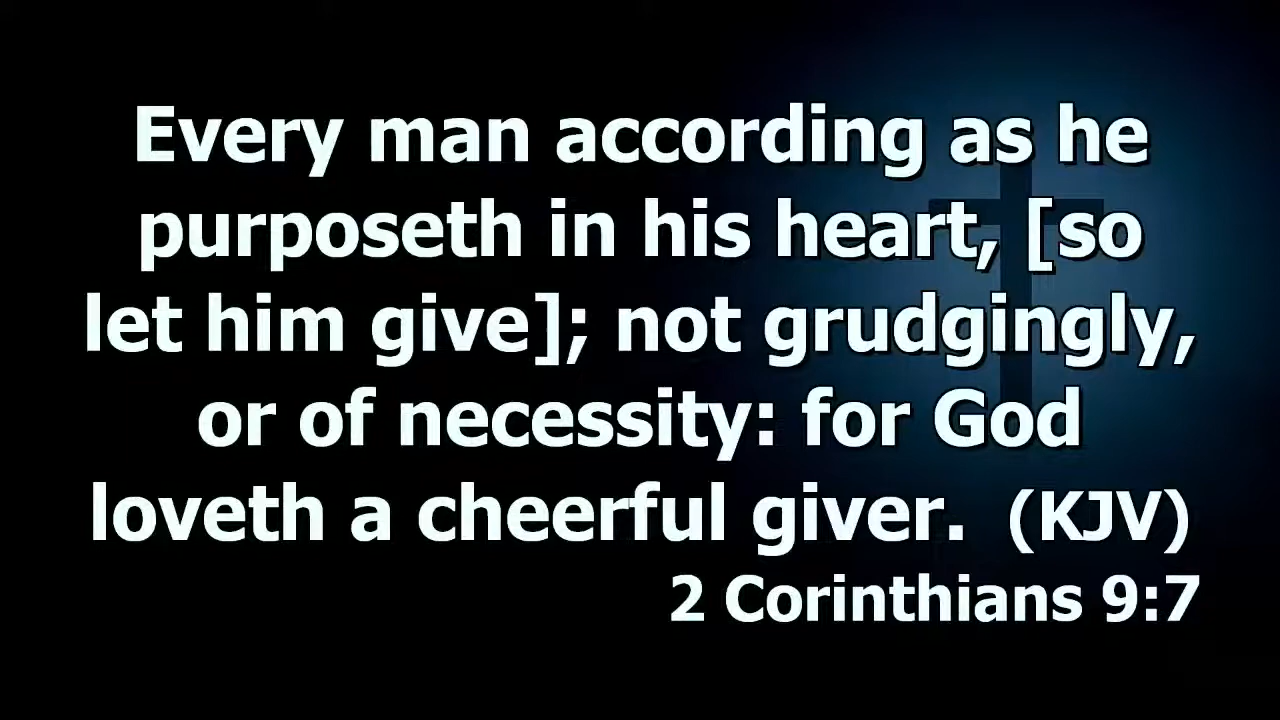 Every man according as he
purposeth in his heart, [so
let him give]; not grudgingly,
or of necessity: for God
loveth a cheerful giver. (KJV)
2 Corinthians 9:7